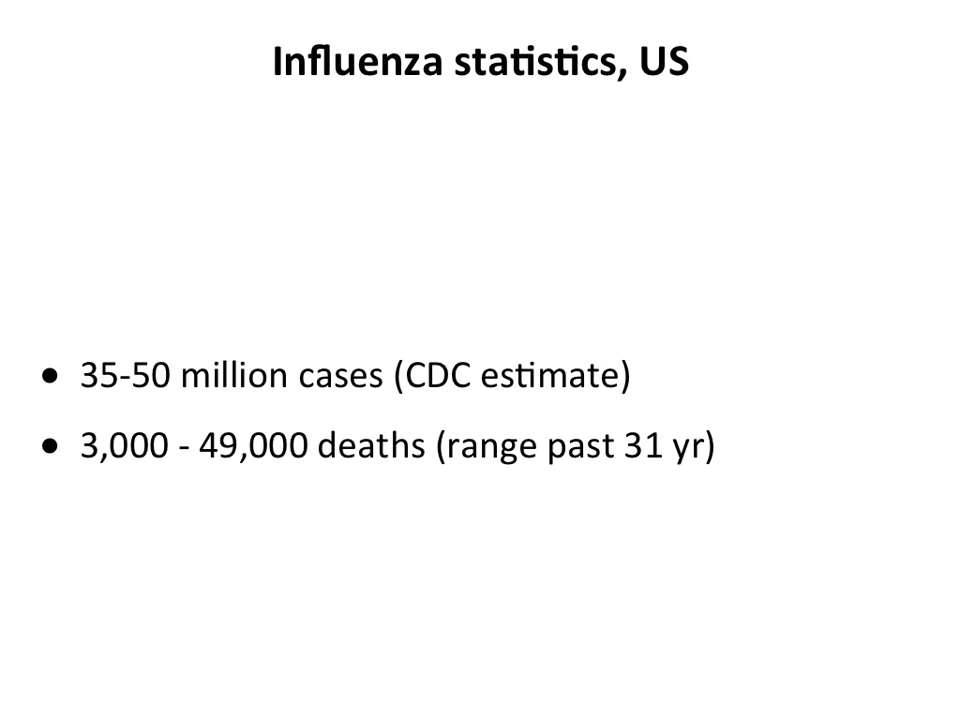 Influenza statistics, US
• 35-50 million cases (CDC estimate)
• 3,000 - 49,000 deaths (range past 31 yr)